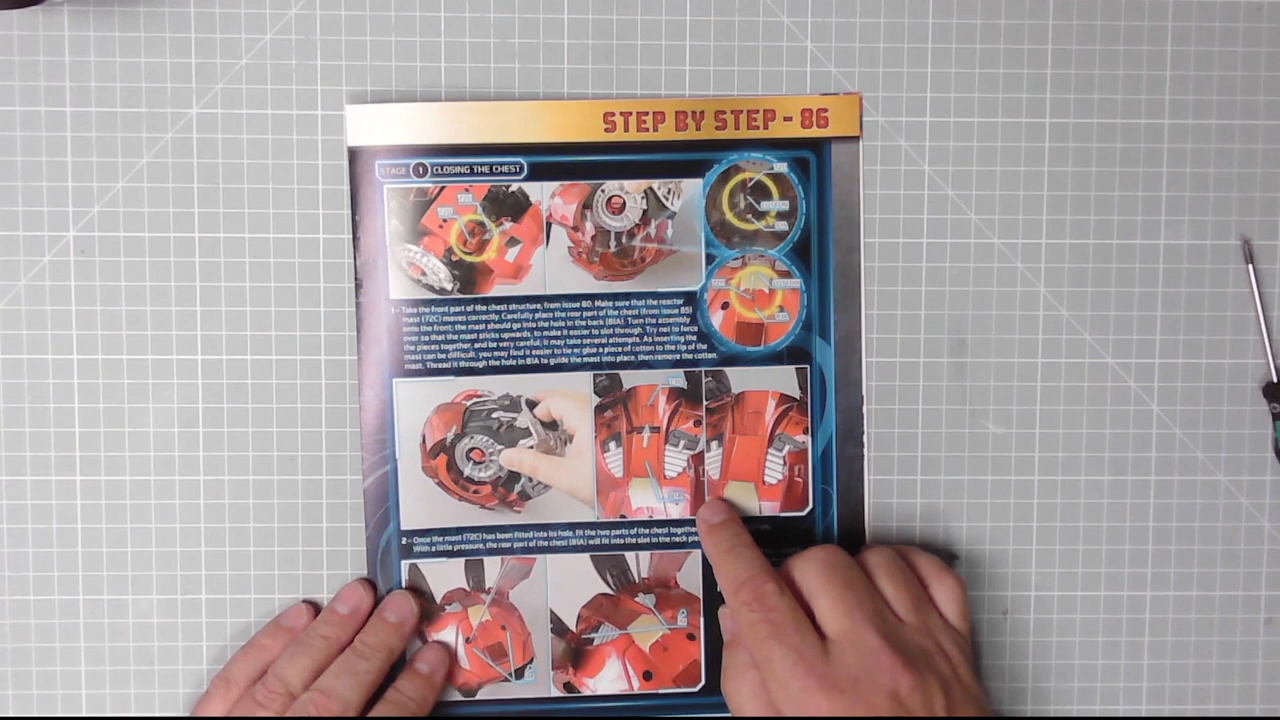 STEP BY STEP - 86
STAGE 1 CLOSING THE CHEST
1 - Take the front part of the chest structure, from issue 80. Make sure that the reactor
mast (72C) moves correctly. Carefully place the rear part of the chest (from issue 85)
onto the front; the mast should go into the hole in the back (81A). Turn the assembly
over so that the mast sticks upwards, to make it easier to slot through. Try not to force
the pieces together, and be very careful; it may take several attempts. As inserting the
mast can be difficult, you may find it easier to tie or glue a piece of cotton to the tip of the
mast. Thread it through the hole in 81A to guide the mast into place, then remove the cotton.
2 - Once the mast (72C) has been fitted into its hole, fit the two parts of the chest together
With a little pressure, the rear part of the chest (81A) will fit into the slot in the neck